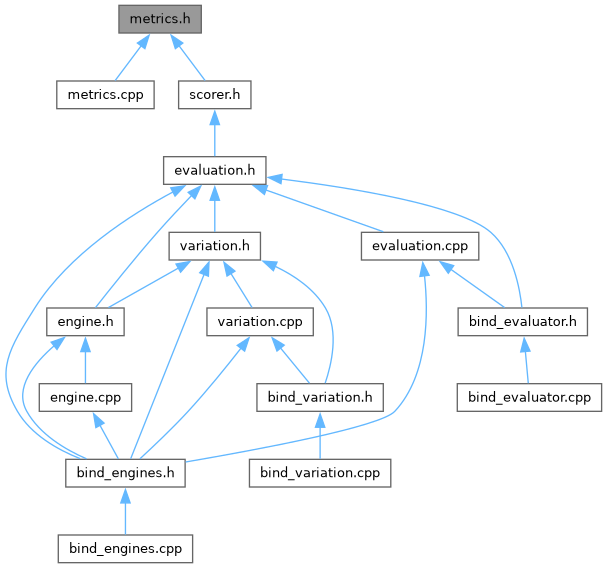 metrics.h
metrics.cpp
scorer.h
evaluation.h
variation.h
evaluation.cpp
engine.h
variation.cpp
bind_evaluator.h
engine.cpp
bind_variation.h
bind_evaluator.cpp
bind_engines.h
bind_variation.cpp
bind_engines.cpp